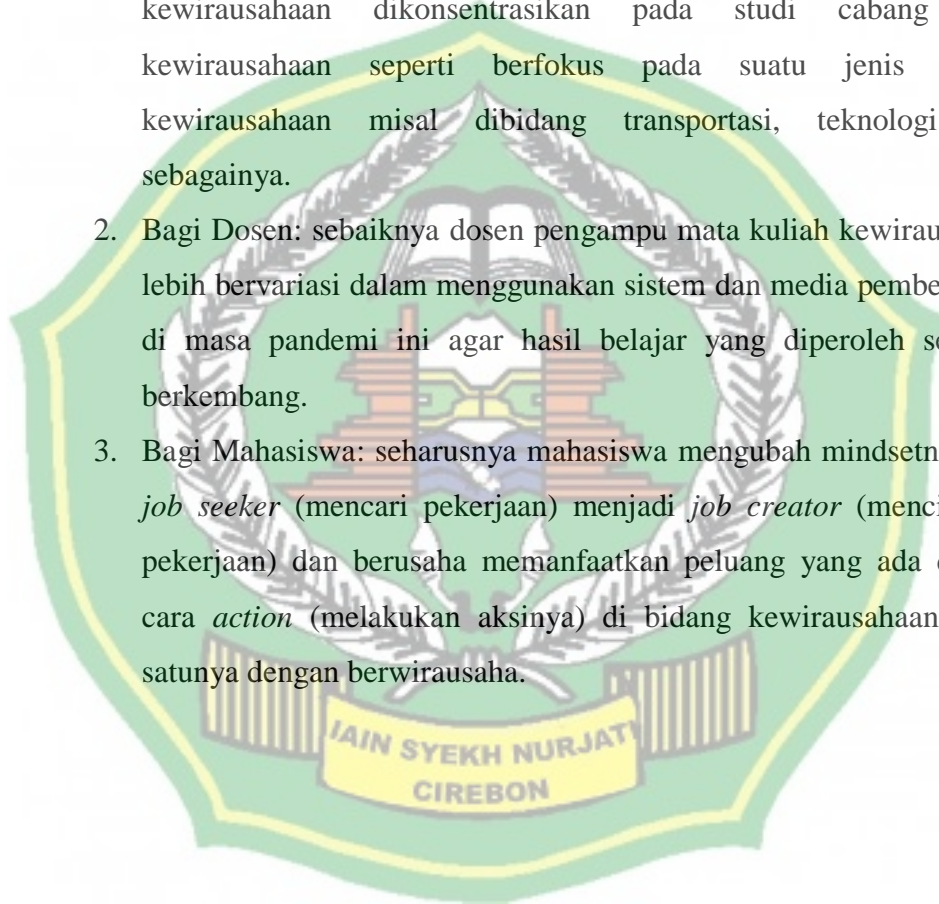 kewirausahaan dikonsentrasikan pada studi cabang
kewirausahaan seperti berfokus pada suatu jenis
kewirausahaan misal dibidang transportasi, teknologi
sebagainya.
2. Bagi Dosen: sebaiknya dosen pengampu mata kuliah kewirau
lebih bervariasi dalam menggunakan sistem dan media pembe
di masa pandemi ini agar hasil belajar yang diperoleh s
berkembang.
3. Bagi Mahasiswa: seharusnya mahasiswa mengubah mindsetn
job seeker (mencari pekerjaan) menjadi job creator (menci
pekerjaan) dan berusaha memanfaatkan peluang yang ada
cara action (melakukan aksinya) di bidang kewirausahaan
satunya dengan berwirausaha.
IAIN SYEKH NURJATI
CIREBON